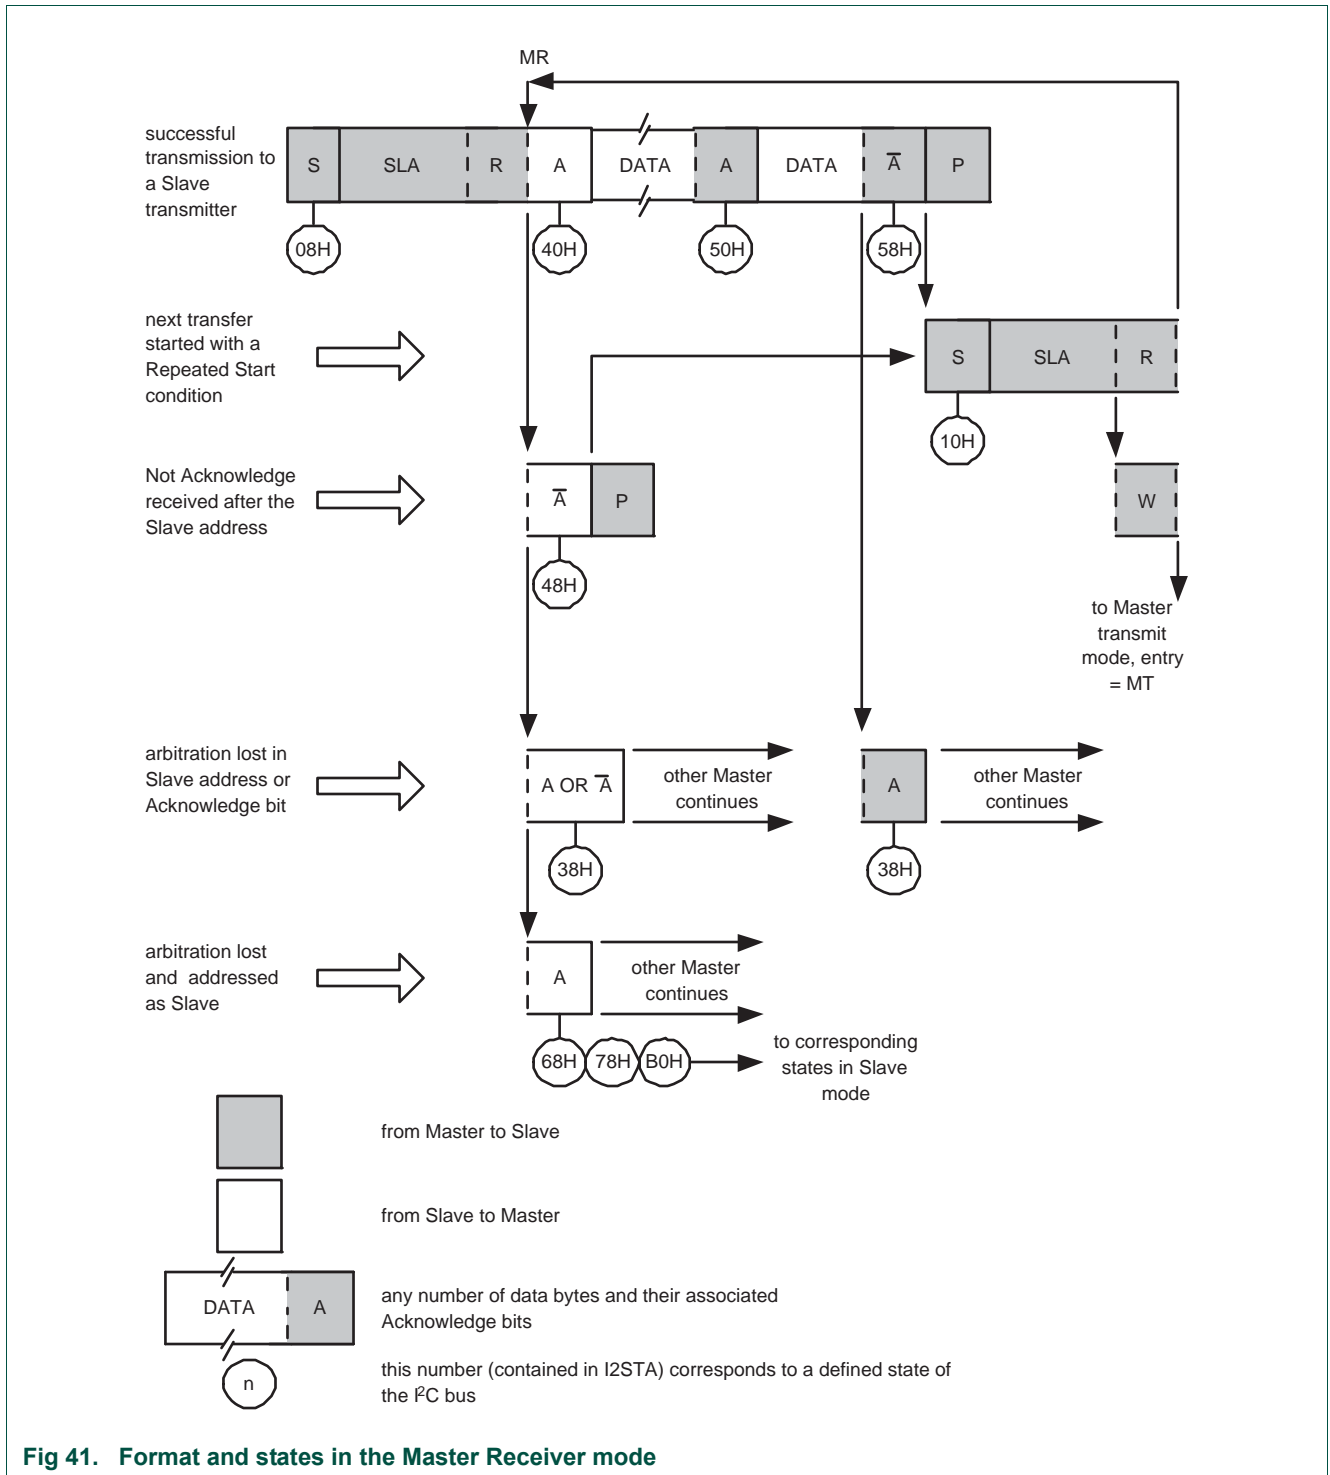 MR
successful
transmission to
a Slave
transmitter
S SLA R A DATA A DATA A̅ P
08H 40H 50H 58H
next transfer
started with a
Repeated Start
condition
S SLA R
10H
Not Acknowledge
received after the
Slave address
A̅ P
W
48H
to Master
transmit
mode, entry
= MT
arbitration lost in
Slave address or
Acknowledge bit
A OR A̅
other Master
continues
A
other Master
continues
38H 38H
arbitration lost
and addressed
as Slave
A
other Master
continues
68H 78H B0H
to corresponding
states in Slave
mode
from Master to Slave
from Slave to Master
DATA A
any number of data bytes and their associated
Acknowledge bits
n
this number (contained in I2STA) corresponds to a defined state of
the I²C bus
Fig 41. Format and states in the Master Receiver mode